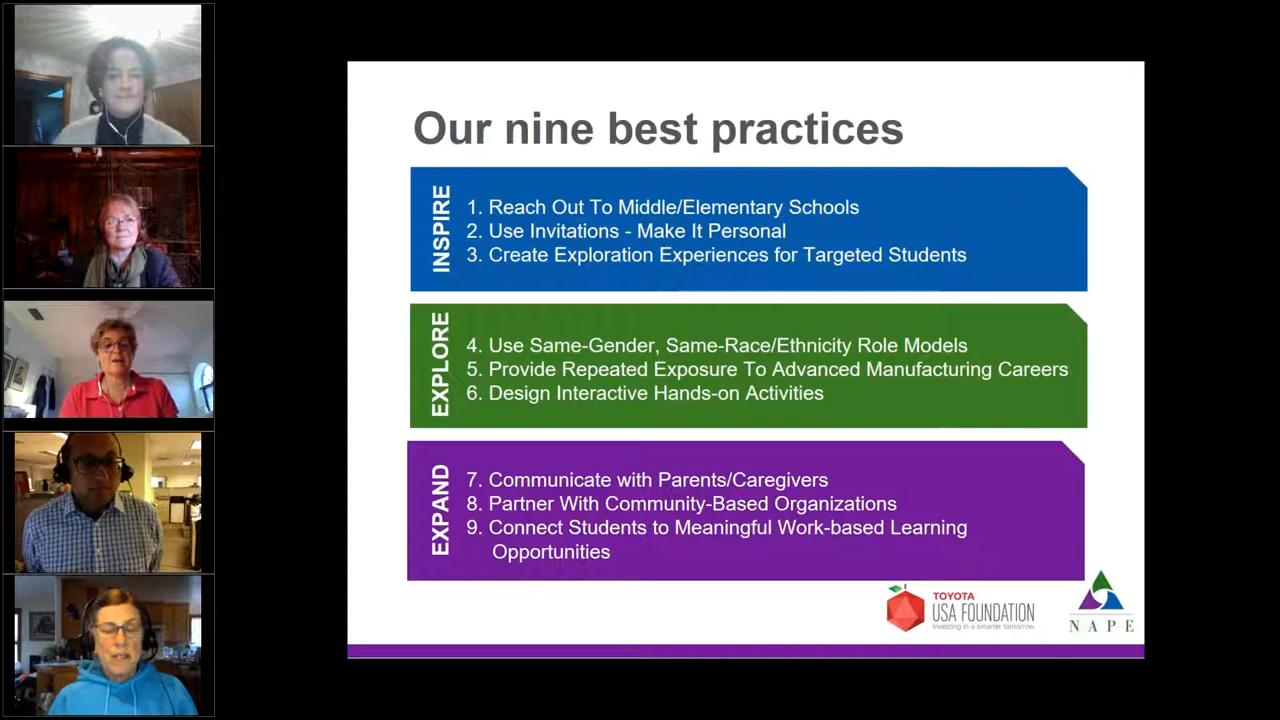 Our nine best practices
INSPIRE
1. Reach Out To Middle/Elementary Schools
2. Use Invitations - Make It Personal
3. Create Exploration Experiences for Targeted Students
EXPLORE
4. Use Same-Gender, Same-Race/Ethnicity Role Models
5. Provide Repeated Exposure To Advanced Manufacturing Careers
6. Design Interactive Hands-on Activities
EXPAND
7. Communicate with Parents/Caregivers
8. Partner With Community-Based Organizations
9. Connect Students to Meaningful Work-based Learning
Opportunities
TOYOTA
USA FOUNDATION
Investing in a smarter tomorrow.
NAPE